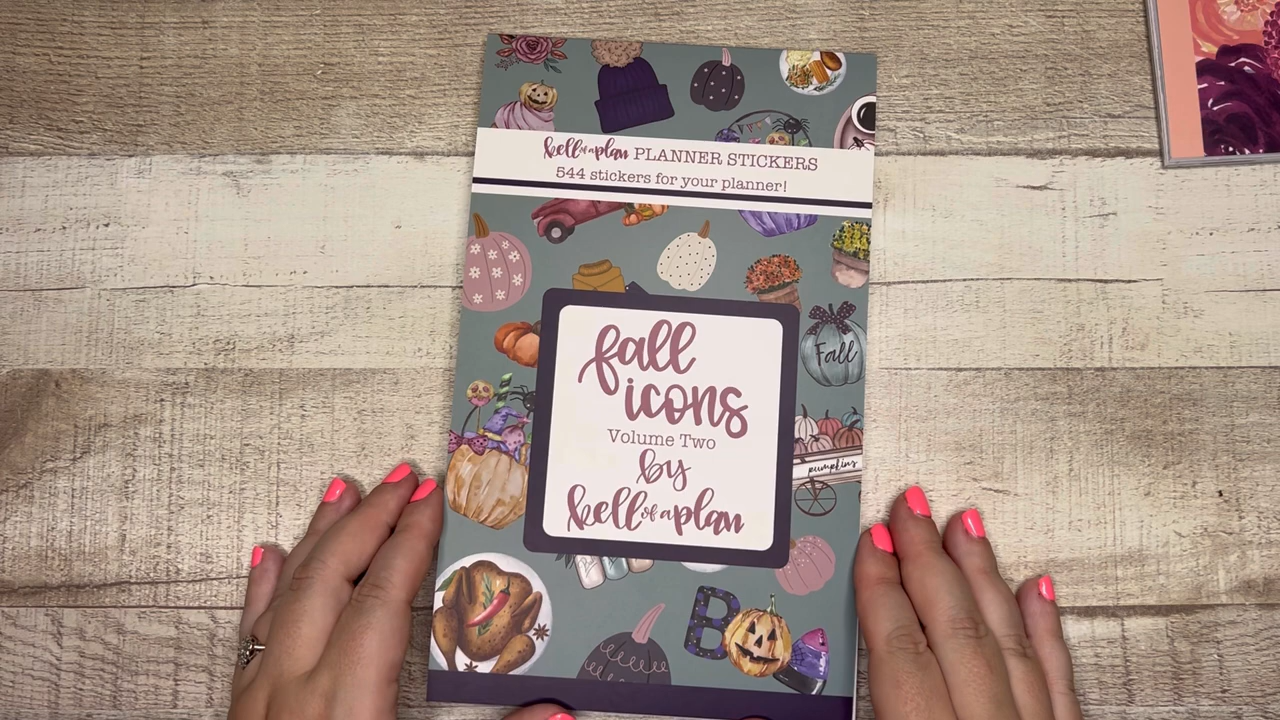 kell of a plan PLANNER STICKERS
544 stickers for your planner!
Fall
fall
icons
Volume Two
by
kell of a plan
pumpkins
B